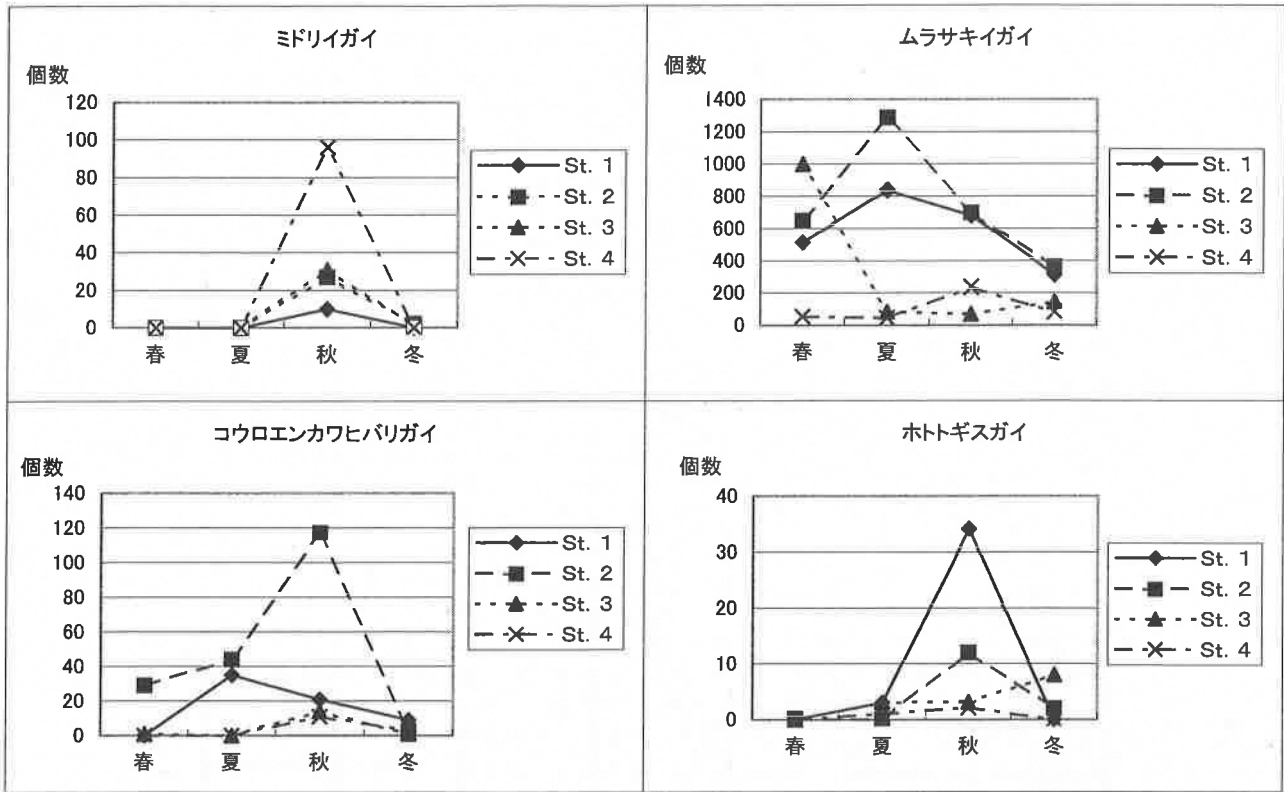 ミドリイガイ
個数
120
100
80
60
40
20
0
春 夏 秋 冬
St. 1
St. 2
St. 3
St. 4
ムラサキイガイ
個数
1400
1200
1000
800
600
400
200
0
春 夏 秋 冬
St. 1
St. 2
St. 3
St. 4
コウロエンカワヒバリガイ
個数
140
120
100
80
60
40
20
0
春 夏 秋 冬
St. 1
St. 2
St. 3
St. 4
ホトトギスガイ
個数
40
30
20
10
0
春 夏 秋 冬
St. 1
St. 2
St. 3
St. 4